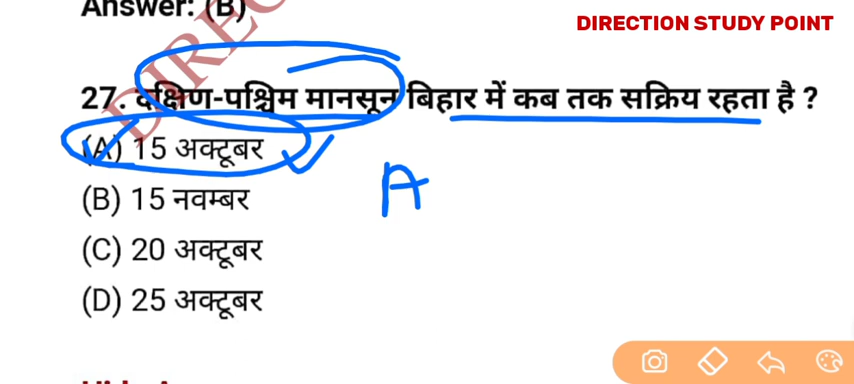 Answer: (B)
DIRECTION STUDY POINT
27. दक्षिण-पश्चिम मानसून बिहार में कब तक सक्रिय रहता है ?
(A) 15 अक्टूबर
(B) 15 नवम्बर
A
(C) 20 अक्टूबर
(D) 25 अक्टूबर